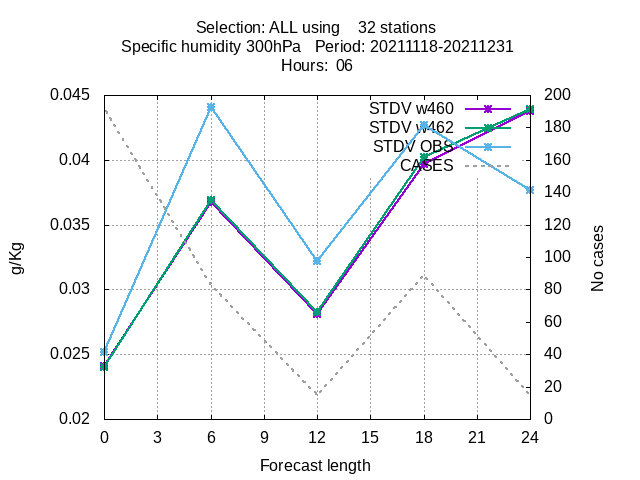 Selection: ALL using    32 stations
Specific humidity 300hPa   Period: 20211118-20211231
Hours:  06
STDV w460
STDV w462
STDV OBS
CASES
0.045
0.04
0.035
0.03
0.025
0.02
200
180
160
140
120
100
80
60
40
20
0
g/Kg
No cases
0 3 6 9 12 15 18 21 24
Forecast length